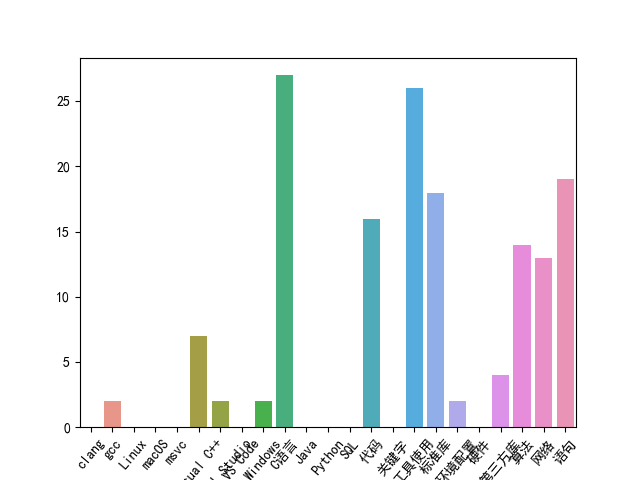 25
20
15
10
5
0
clang
gcc
Linux
macOS
msvc
ual C++
l Studio
VS Code
Windows
C语言
Java
Python
SQL
代码
关键字
工具使用
标准库
环境配置
硬件
第三方库
算法
网络
语句